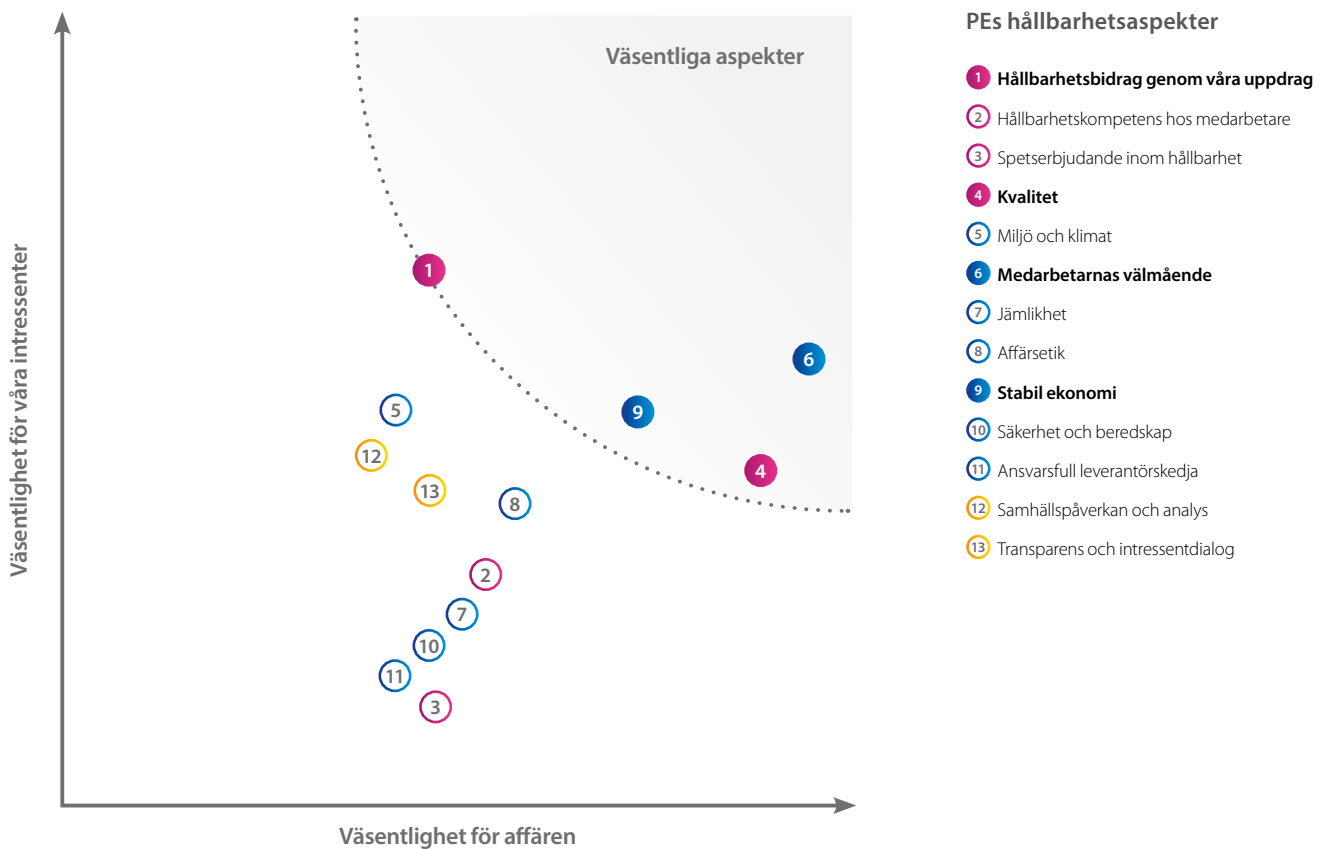 Väsentlighet för våra intressenter
Väsentliga aspekter
1
6
9
5
12
4
13
8
2
7
10
11
3
Väsentlighet för affären
PEs hållbarhetsaspekter
1 Hållbarhetsbidrag genom våra uppdrag
2 Hållbarhetskompetens hos medarbetare
3 Spetserbjudande inom hållbarhet
4 Kvalitet
5 Miljö och klimat
6 Medarbetarnas välmående
7 Jämlikhet
8 Affärsetik
9 Stabil ekonomi
10 Säkerhet och beredskap
11 Ansvarsfull leverantörskedja
12 Samhällspåverkan och analys
13 Transparens och intressentdialog